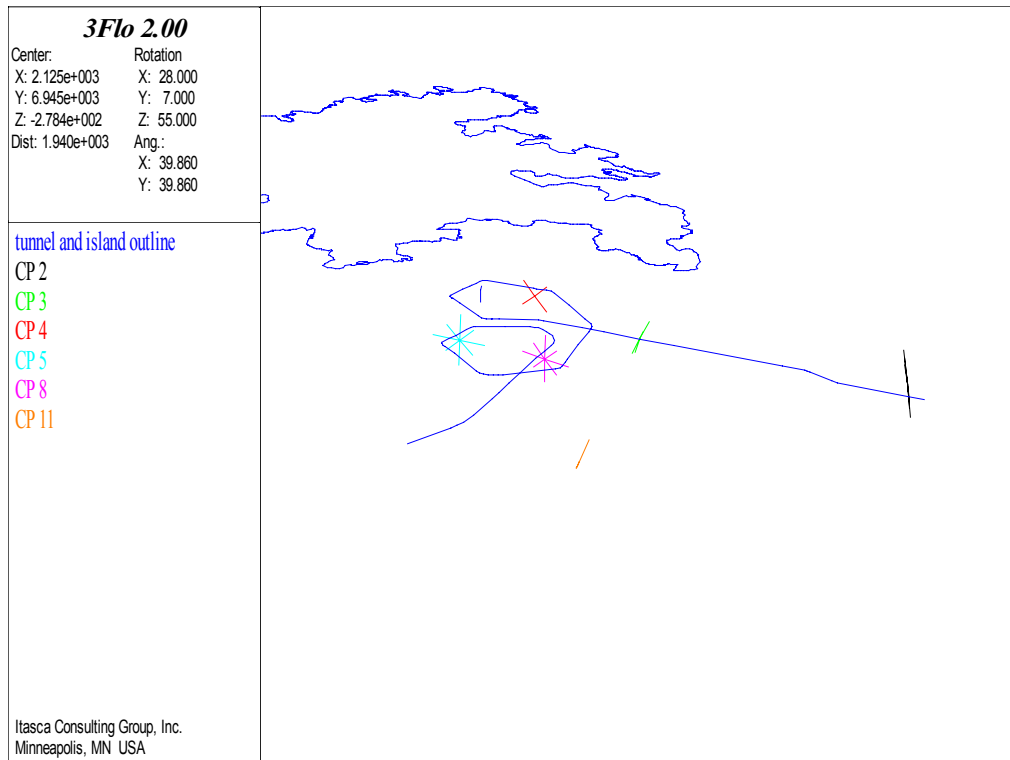 3Flo 2.00
Center: Rotation
X: 2.125e+003 X: 28.000
Y: 6.945e+003 Y: 7.000
Z: -2.784e+002 Z: 55.000
Dist: 1.940e+003 Ang.:
X: 39.860
Y: 39.860
tunnel and island outline
CP 2
CP 3
CP 4
CP 5
CP 8
CP 11
Itasca Consulting Group, Inc.
Minneapolis, MN USA